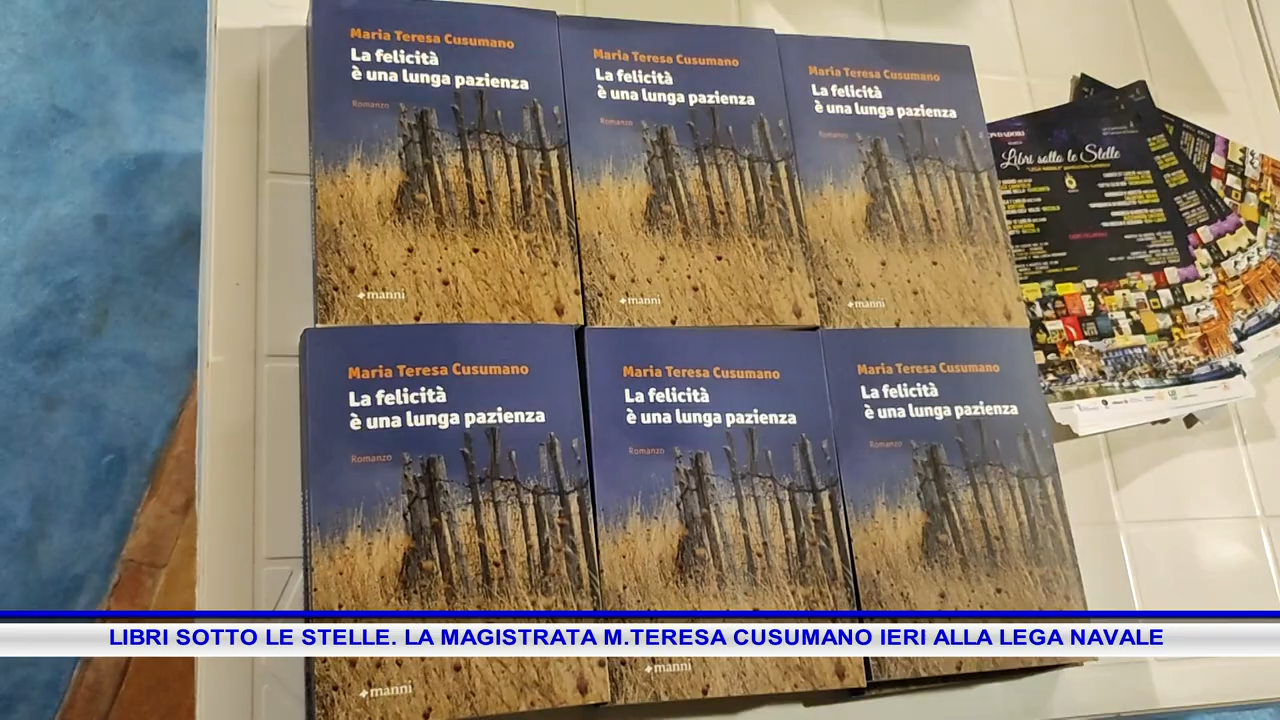 Maria Teresa Cusumano
La felicità
è una lunga pazienza
Romanzo
manni
Maria Teresa Cusumano
La felicità
è una lunga pazienza
Romanzo
manni
Maria Teresa Cusumano
La felicità
è una lunga pazienza
Romanzo
manni
Libri sotto le Stelle
Maria Teresa Cusumano
La felicità
è una lunga pazienza
Romanzo
manni
Maria Teresa Cusumano
La felicità
è una lunga pazienza
Romanzo
manni
Maria Teresa Cusumano
La felicità
è una lunga pazienza
Romanzo
LIBRI SOTTO LE STELLE. LA MAGISTRATA M.TERESA CUSUMANO IERI ALLA LEGA NAVALE